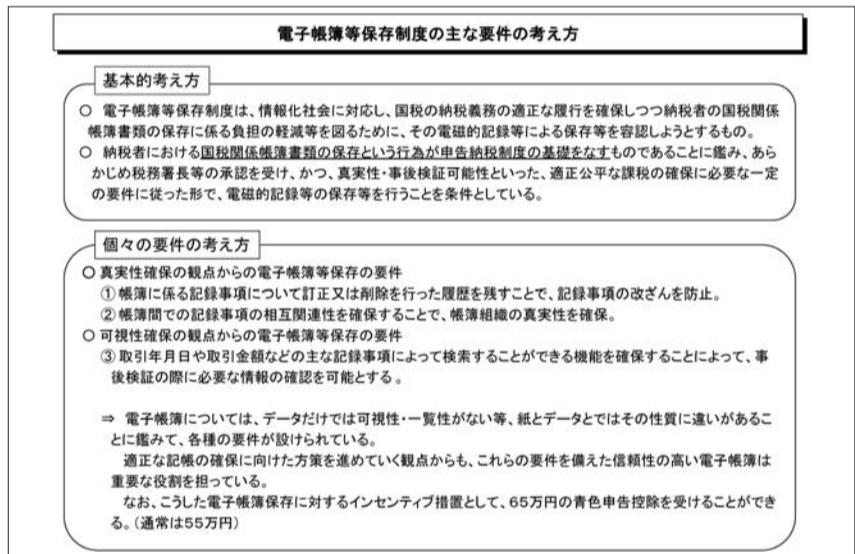 電子帳簿等保存制度の主な要件の考え方
基本的考え方
○ 電子帳簿等保存制度は、情報化社会に対応し、国税の納税義務の適正な履行を確保しつつ納税者の国税関係
帳簿書類の保存に係る負担の軽減等を図るために、その電磁的記録等による保存等を容認しようとするもの。
○ 納税者における国税関係帳簿書類の保存という行為が申告納税制度の基礎をなすものであることに鑑み、あら
かじめ税務署長等の承認を受け、かつ、真実性・事後検証可能性といった、適正公平な課税の確保に必要な一定
の要件に従った形で、電磁的記録等の保存等を行うことを条件としている。
個々の要件の考え方
○ 真実性確保の観点からの電子帳簿等保存の要件
① 帳簿に係る記録事項について訂正又は削除を行った履歴を残すことで、記録事項の改ざんを防止。
② 帳簿間での記録事項の相互関連性を確保することで、帳簿組織の真実性を確保。
○ 可視性確保の観点からの電子帳簿等保存の要件
③ 取引年月日や取引金額などの主な記録事項によって検索することができる機能を確保することによって、事
後検証の際に必要な情報の確認を可能とする。
⇒ 電子帳簿については、データだけでは可視性・一覧性がない等、紙とデータとではその性質に違いがあるこ
とに鑑みて、各種の要件が設けられている。
適正な記帳の確保に向けた方策を進めていく観点からも、これらの要件を備えた信頼性の高い電子帳簿は
重要な役割を担っている。
なお、こうした電子帳簿保存に対するインセンティブ措置として、65万円の青色申告控除を受けることができ
る。(通常は55万円)